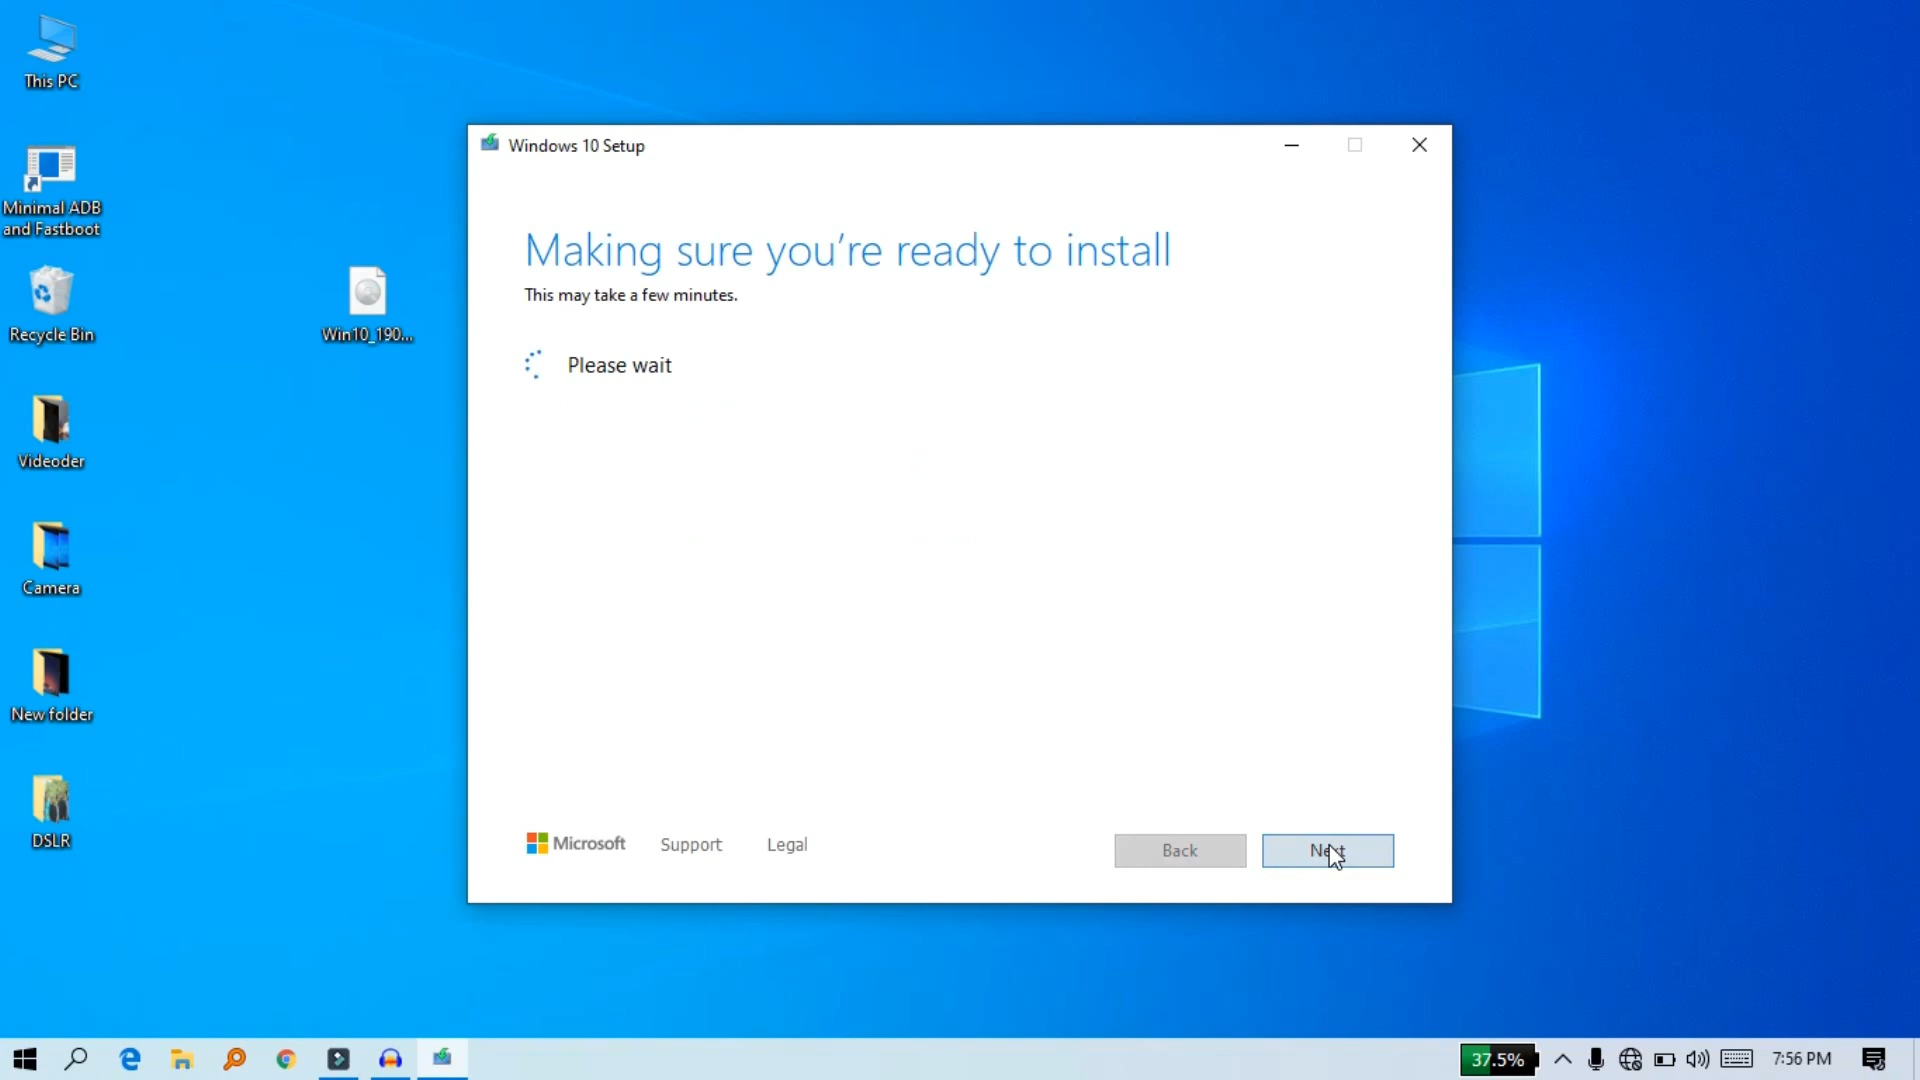 This PC
Minimal ADB
and Fastboot
Recycle Bin
Win10_190...
Videoder
Camera
New folder
DSLR
Windows 10 Setup
Making sure you're ready to install
This may take a few minutes.
Please wait
Microsoft
Support
Legal
Back
Next
37.5%
7:56 PM